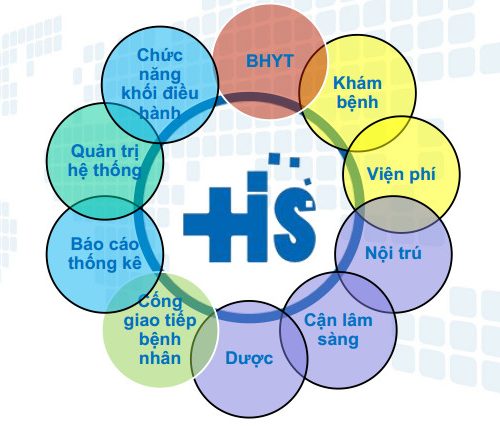 BHYT
Khám
bệnh
Viện phí
Nội trú
Cận lâm
sàng
Dược
Cổng
giao tiếp
bệnh
nhân
Báo cáo
thống kê
Quản trị
hệ thống
Chức
năng
khối điều
hành
HiS